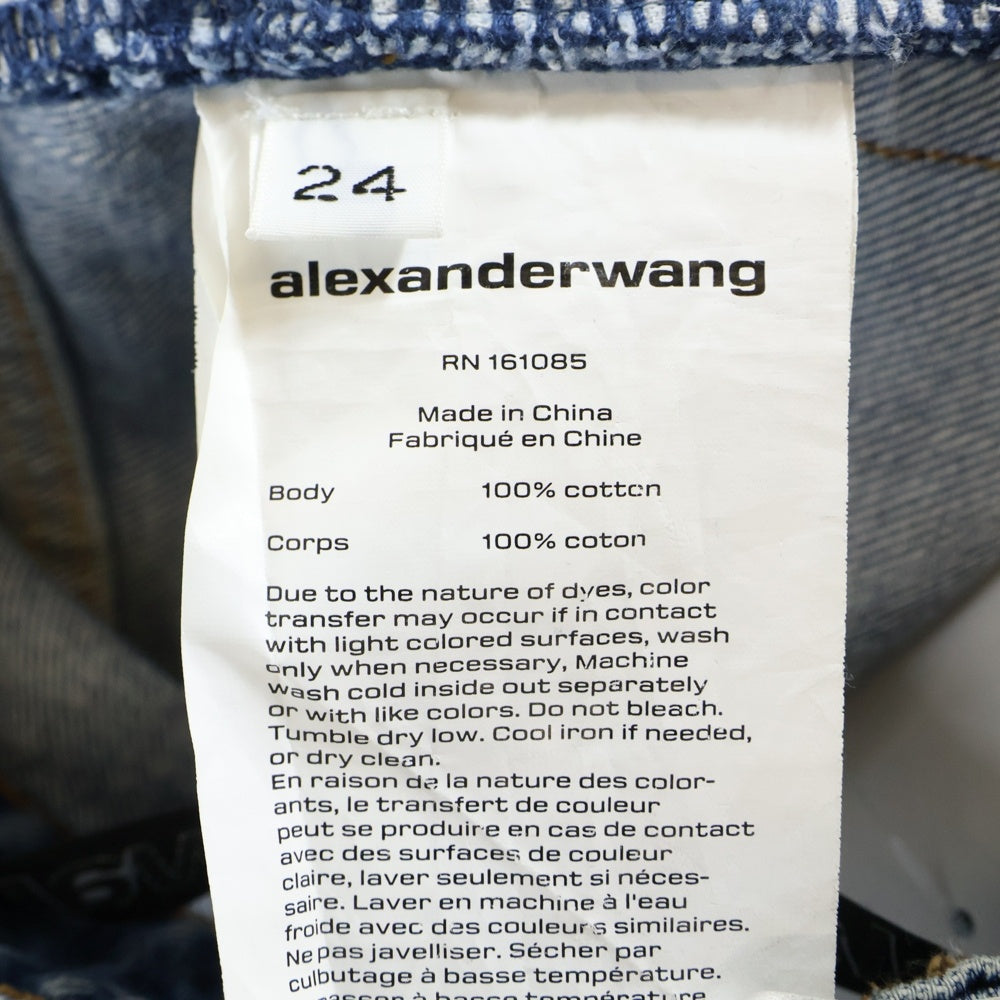 24
alexanderwang
RN 161085
Made in China
Fabriqué en Chine
Body 100% cotton
Corps 100% coton
Due to the nature of dyes, color
transfer may occur if in contact
with light colored surfaces, wash
only when necessary, Machine
wash cold inside out separately
or with like colors. Do not bleach.
Tumble dry low. Cool iron if needed,
or dry clean.
En raison de la nature des color-
ants, le transfert de couleur
peut se produire en cas de contact
avec des surfaces de couleur
claire, laver seulement si néces-
saire. Laver en machine à l'eau
froide avec des couleurs similaires.
Ne pas javelliser. Sécher par
culbutage à basse température.
à basse température